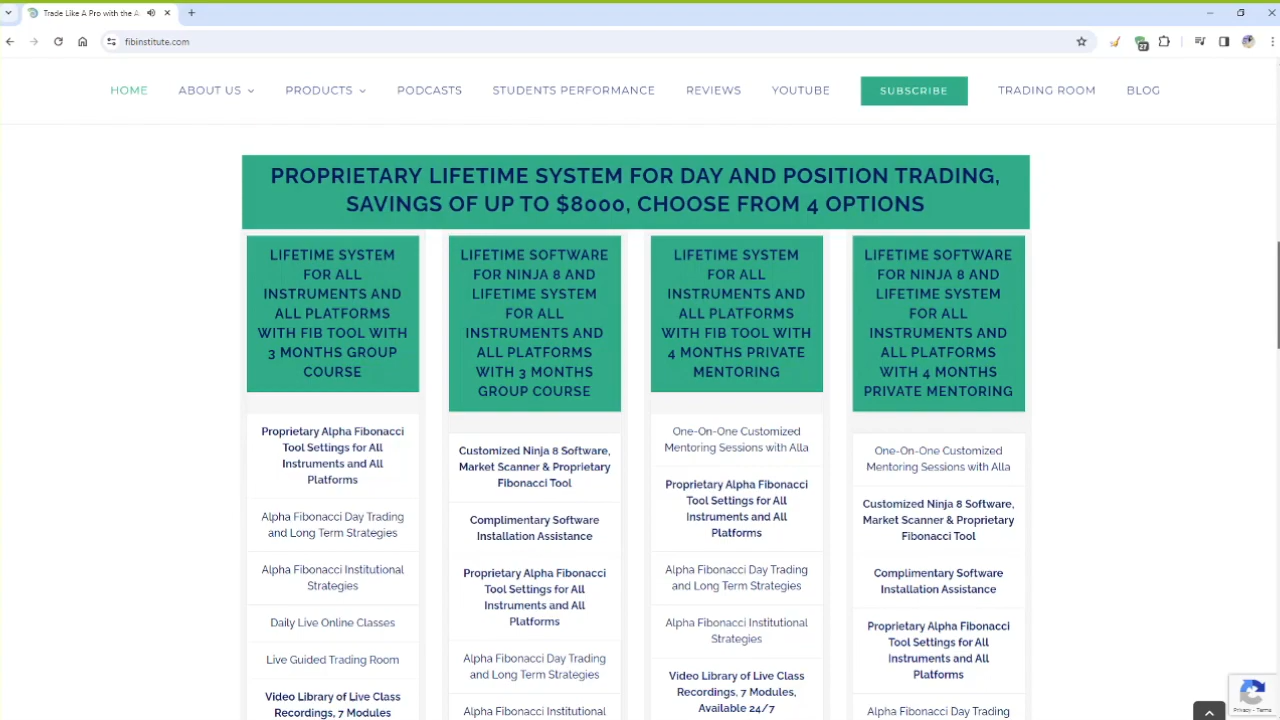 Trade Like A Pro with the A
fibinstitute.com
27
HOME
ABOUT US
PRODUCTS
PODCASTS
STUDENTS PERFORMANCE
REVIEWS
YOUTUBE
SUBSCRIBE
TRADING ROOM
BLOG
PROPRIETARY LIFETIME SYSTEM FOR DAY AND POSITION TRADING,
SAVINGS OF UP TO $8000, CHOOSE FROM 4 OPTIONS
LIFETIME SYSTEM
FOR ALL
INSTRUMENTS AND
ALL PLATFORMS
WITH FIB TOOL WITH
3 MONTHS GROUP
COURSE
Proprietary Alpha Fibonacci
Tool Settings for All
Instruments and All
Platforms
Alpha Fibonacci Day Trading
and Long Term Strategies
Alpha Fibonacci Institutional
Strategies
Daily Live Online Classes
Live Guided Trading Room
Video Library of Live Class
Recordings, 7 Modules
LIFETIME SOFTWARE
FOR NINJA 8 AND
LIFETIME SYSTEM
FOR ALL
INSTRUMENTS AND
ALL PLATFORMS
WITH 3 MONTHS
GROUP COURSE
Customized Ninja 8 Software,
Market Scanner & Proprietary
Fibonacci Tool
Complimentary Software
Installation Assistance
Proprietary Alpha Fibonacci
Tool Settings for All
Instruments and All
Platforms
Alpha Fibonacci Day Trading
and Long Term Strategies
Alpha Fibonacci Institutional
LIFETIME SYSTEM
FOR ALL
INSTRUMENTS AND
ALL PLATFORMS
WITH FIB TOOL WITH
4 MONTHS PRIVATE
MENTORING
One-On-One Customized
Mentoring Sessions with Alla
Proprietary Alpha Fibonacci
Tool Settings for All
Instruments and All
Platforms
Alpha Fibonacci Day Trading
and Long Term Strategies
Alpha Fibonacci Institutional
Strategies
Video Library of Live Class
Recordings, 7 Modules,
Available 24/7
LIFETIME SOFTWARE
FOR NINJA 8 AND
LIFETIME SYSTEM
FOR ALL
INSTRUMENTS AND
ALL PLATFORMS
WITH 4 MONTHS
PRIVATE MENTORING
One-On-One Customized
Mentoring Sessions with Alla
Customized Ninja 8 Software,
Market Scanner & Proprietary
Fibonacci Tool
Complimentary Software
Installation Assistance
Proprietary Alpha Fibonacci
Tool Settings for All
Instruments and All
Platforms
Alpha Fibonacci Day Trading
Privacy - Terms